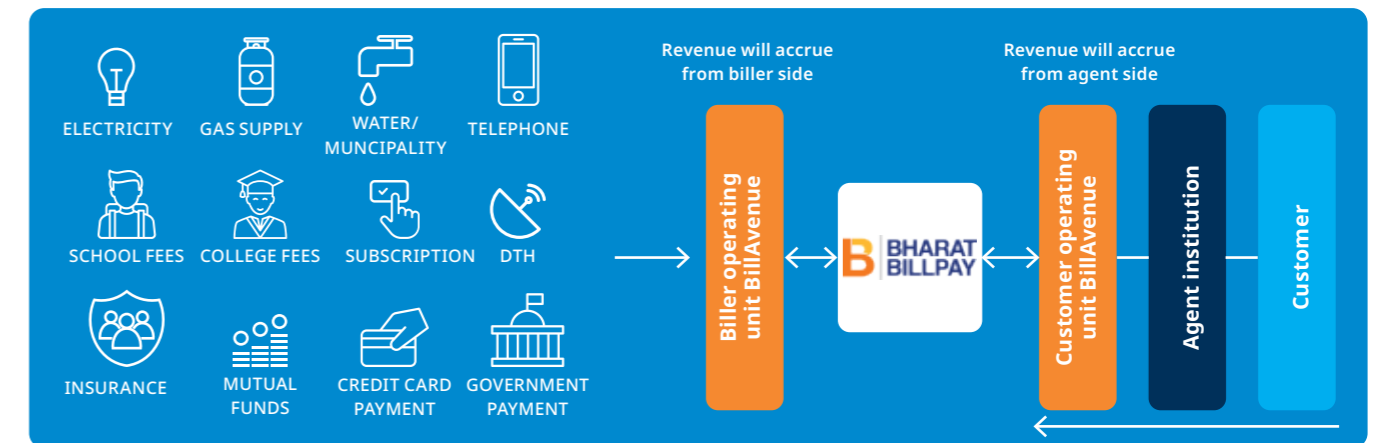 ELECTRICITY
GAS SUPPLY
WATER/
MUNCIPALITY
TELEPHONE
SCHOOL FEES
COLLEGE FEES
SUBSCRIPTION
DTH
INSURANCE
MUTUAL
FUNDS
CREDIT CARD
PAYMENT
GOVERNMENT
PAYMENT
Revenue will accrue
from biller side
Biller operating
unit BillAvenue
B BHARAT
BILLPAY
Revenue will accrue
from agent side
Customer operating
unit BillAvenue
Agent institution
Customer